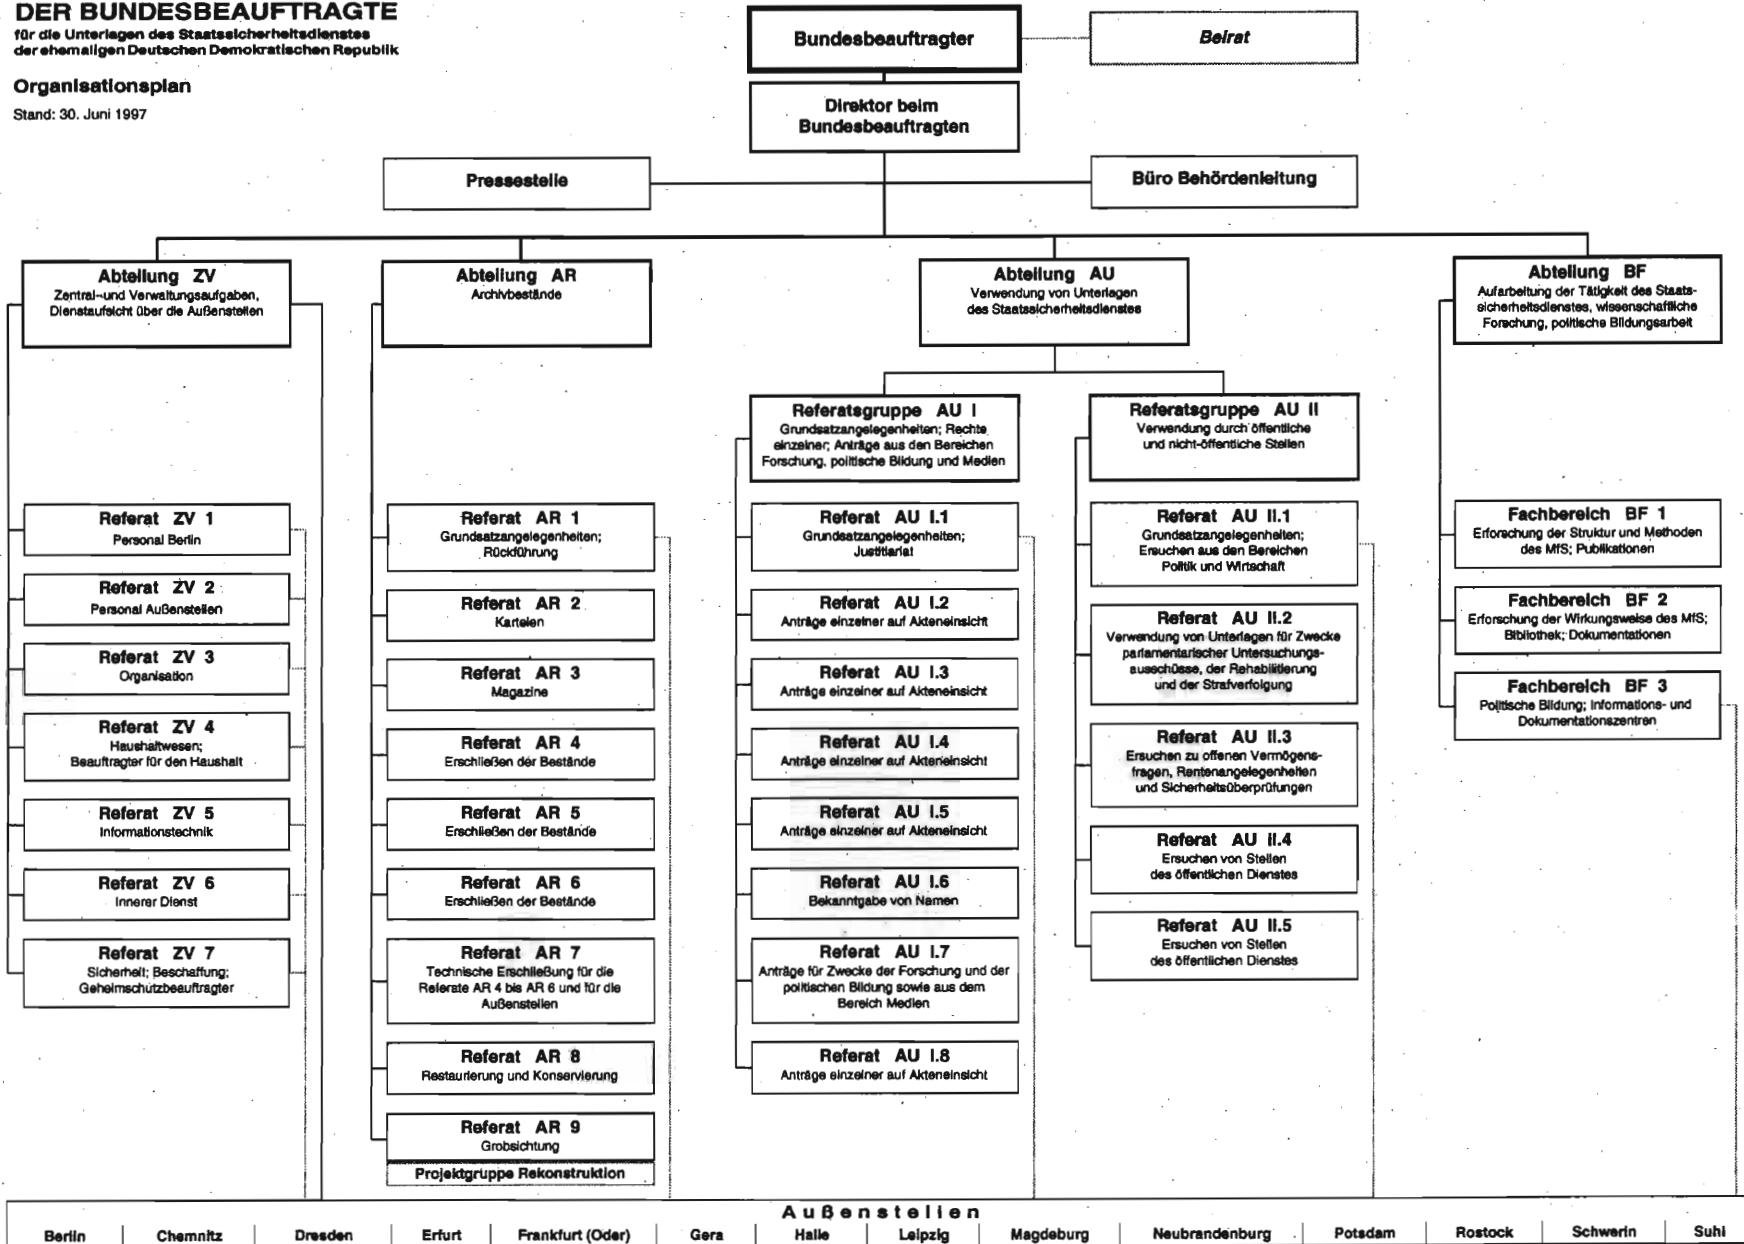 DER BUNDESBEAUFTRAGTE
für die Unterlagen des Staatssicherheitsdienstes
der ehemaligen Deutschen Demokratischen Republik
Organisationsplan
Stand: 30. Juni 1997
Bundesbeauftragter
Beirat
Direktor beim
Bundesbeauftragten
Pressestelle
Büro Behördenleitung
Abteilung ZV
Zentral-und Verwaltungsaufgaben,
Dienstaufsicht über die Außenstellen
Abteilung AR
Archivbestände
Abteilung AU
Verwendung von Unterlagen
des Staatssicherheitsdienstes
Abteilung BF
Aufarbeitung der Tätigkeit des Staats-
sicherheitsdienstes, wissenschaftliche
Forschung, politische Bildungsarbeit
Referatsgruppe AU I
Grundsatzangelegenheiten; Rechte
einzelner; Anträge aus den Bereichen
Forschung, politische Bildung und Medien
Referatsgruppe AU II
Verwendung durch öffentliche
und nicht-öffentliche Stellen
Referat ZV 1
Personal Berlin
Referat ZV 2
Personal Außenstellen
Referat ZV 3
Organisation
Referat ZV 4
Haushaltwesen;
Beauftragter für den Haushalt
Referat ZV 5
Informationstechnik
Referat ZV 6
Innerer Dienst
Referat ZV 7
Sicherheit; Beschaffung;
Geheimschutzbeauftragter
Referat AR 1
Grundsatzangelegenheiten;
Rückführung
Referat AR 2
Karteien
Referat AR 3
Magazine
Referat AR 4
Erschließen der Bestände
Referat AR 5
Erschließen der Bestände
Referat AR 6
Erschließen der Bestände
Referat AR 7
Technische Erschließung für die
Referate AR 4 bis AR 6 und für die
Außenstellen
Referat AR 8
Restaurierung und Konservierung
Referat AR 9
Grobsichtung
Projektgruppe Rekonstruktion
Referat AU I.1
Grundsatzangelegenheiten;
Justitiariat
Referat AU I.2
Anträge einzelner auf Akteneinsicht
Referat AU I.3
Anträge einzelner auf Akteneinsicht
Referat AU I.4
Anträge einzelner auf Akteneinsicht
Referat AU I.5
Anträge einzelner auf Akteneinsicht
Referat AU I.6
Bekanntgabe von Namen
Referat AU I.7
Anträge für Zwecke der Forschung und der
politischen Bildung sowie aus dem
Bereich Medien
Referat AU I.8
Anträge einzelner auf Akteneinsicht
Referat AU II.1
Grundsatzangelegenheiten;
Ersuchen aus den Bereichen
Politik und Wirtschaft
Referat AU II.2
Verwendung von Unterlagen für Zwecke
parlamentarischer Untersuchungs-
ausschüsse, der Rehabilitierung
und der Strafverfolgung
Referat AU II.3
Ersuchen zu offenen Vermögens-
fragen, Rentenangelegenheiten
und Sicherheitsüberprüfungen
Referat AU II.4
Ersuchen von Stellen
des öffentlichen Dienstes
Referat AU II.5
Ersuchen von Stellen
des öffentlichen Dienstes
Fachbereich BF 1
Erforschung der Struktur und Methoden
des MfS; Publikationen
Fachbereich BF 2
Erforschung der Wirkungsweise des MfS;
Bibliothek; Dokumentationen
Fachbereich BF 3
Politische Bildung; Informations- und
Dokumentationszentren
Außenstellen
Berlin Chemnitz Dresden Erfurt Frankfurt (Oder) Gera Halle Leipzig Magdeburg Neubrandenburg Potsdam Rostock Schwerin Suhl